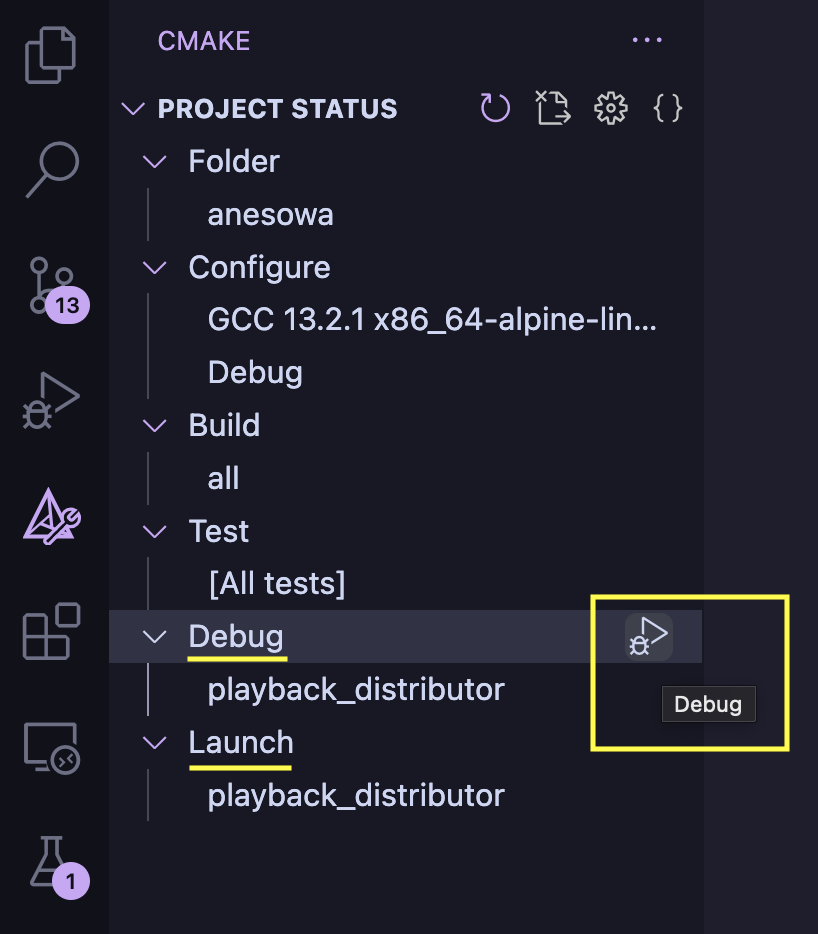 CMAKE
PROJECT STATUS
Folder
anesowa
Configure
13
GCC 13.2.1 x86_64-alpine-lin...
Debug
Build
all
Test
[All tests]
Debug
playback_distributor
Debug
Launch
playback_distributor
1